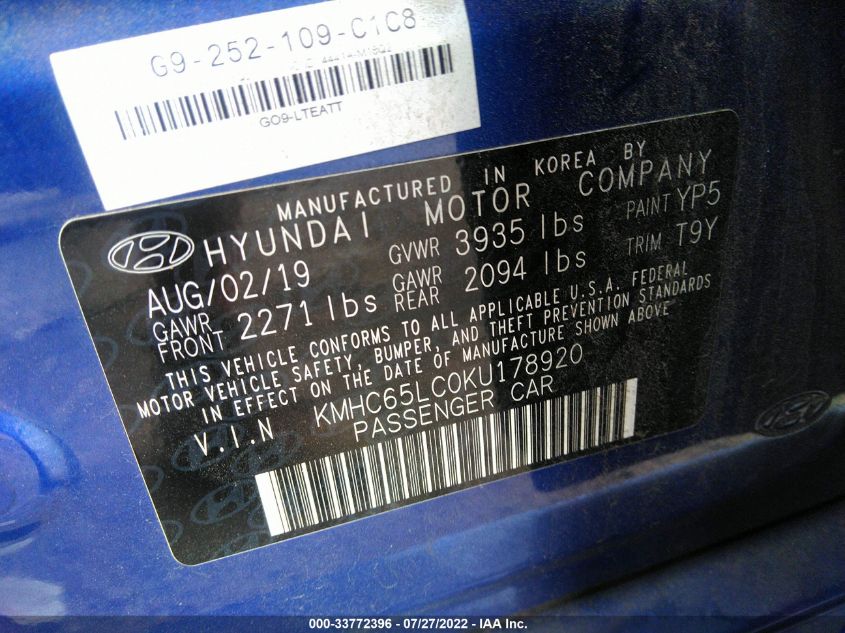 G9-252-109-C1C8
GO9-LTEATT
MANUFACTURED IN KOREA BY
HYUNDAI MOTOR COMPANY
AUG/02/19 GVWR 3935 lbs PAINT YP5
GAWR FRONT 2271 lbs GAWR REAR 2094 lbs TRIM T9Y
THIS VEHICLE CONFORMS TO ALL APPLICABLE U.S.A. FEDERAL
MOTOR VEHICLE SAFETY, BUMPER, AND THEFT PREVENTION STANDARDS
IN EFFECT ON THE DATE OF MANUFACTURE SHOWN ABOVE
V.I.N KMHC65LC0KU178920
PASSENGER CAR
000-33772396 - 07/27/2022 - IAA Inc.